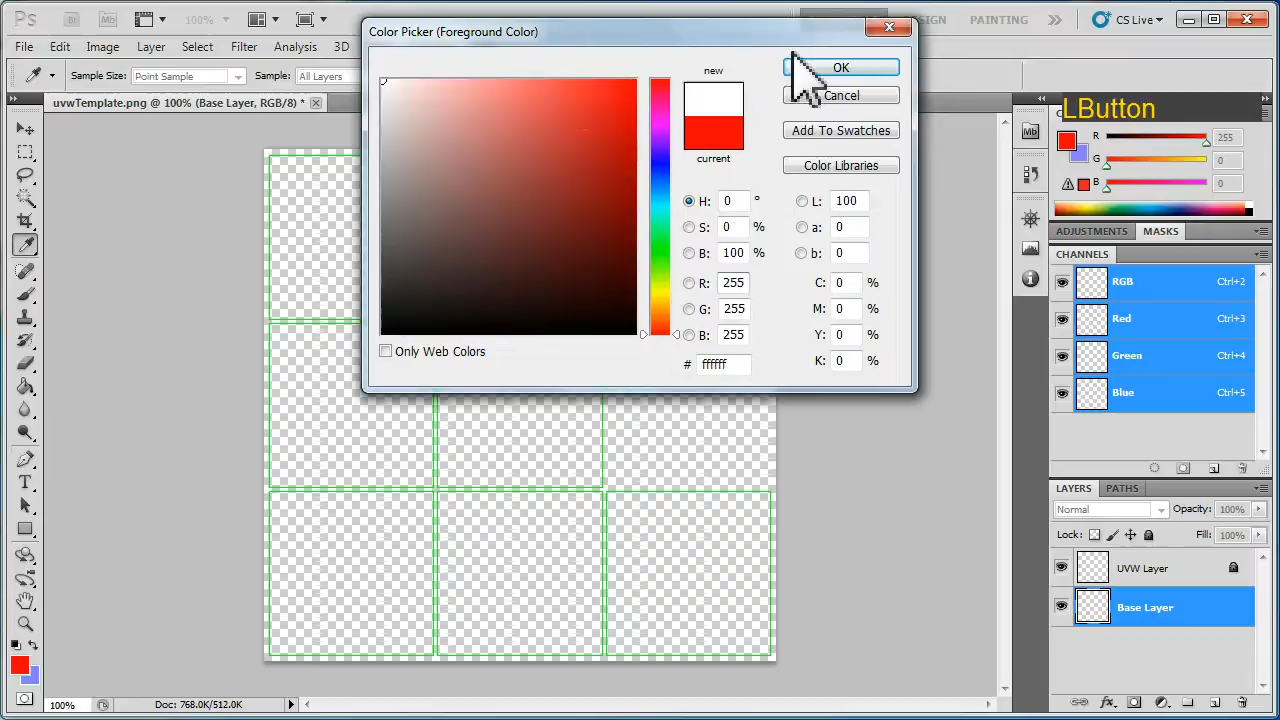 Ps Br Mb 100% DESIGN PAINTING CS Live
File Edit Image Layer Select Filter Analysis 3D
Color Picker (Foreground Color)
Sample Size: Point Sample Sample: All Layers
uvwTemplate.png @ 100% (Base Layer, RGB/8) *
new
current
OK
Cancel
Add To Swatches
Color Libraries
H: 0 °
S: 0 %
B: 100 %
R: 255
G: 255
B: 255
# ffffff
L: 100
a: 0
b: 0
C: 0 %
M: 0 %
Y: 0 %
K: 0 %
Only Web Colors
LButton
Mb
R 255
G 0
B 0
ADJUSTMENTS MASKS
CHANNELS
RGB Ctrl+2
Red Ctrl+3
Green Ctrl+4
Blue Ctrl+5
LAYERS PATHS
Normal Opacity: 100%
Lock: Fill: 100%
UVW Layer
Base Layer
T
100% Doc: 768.0K/512.0K
fx